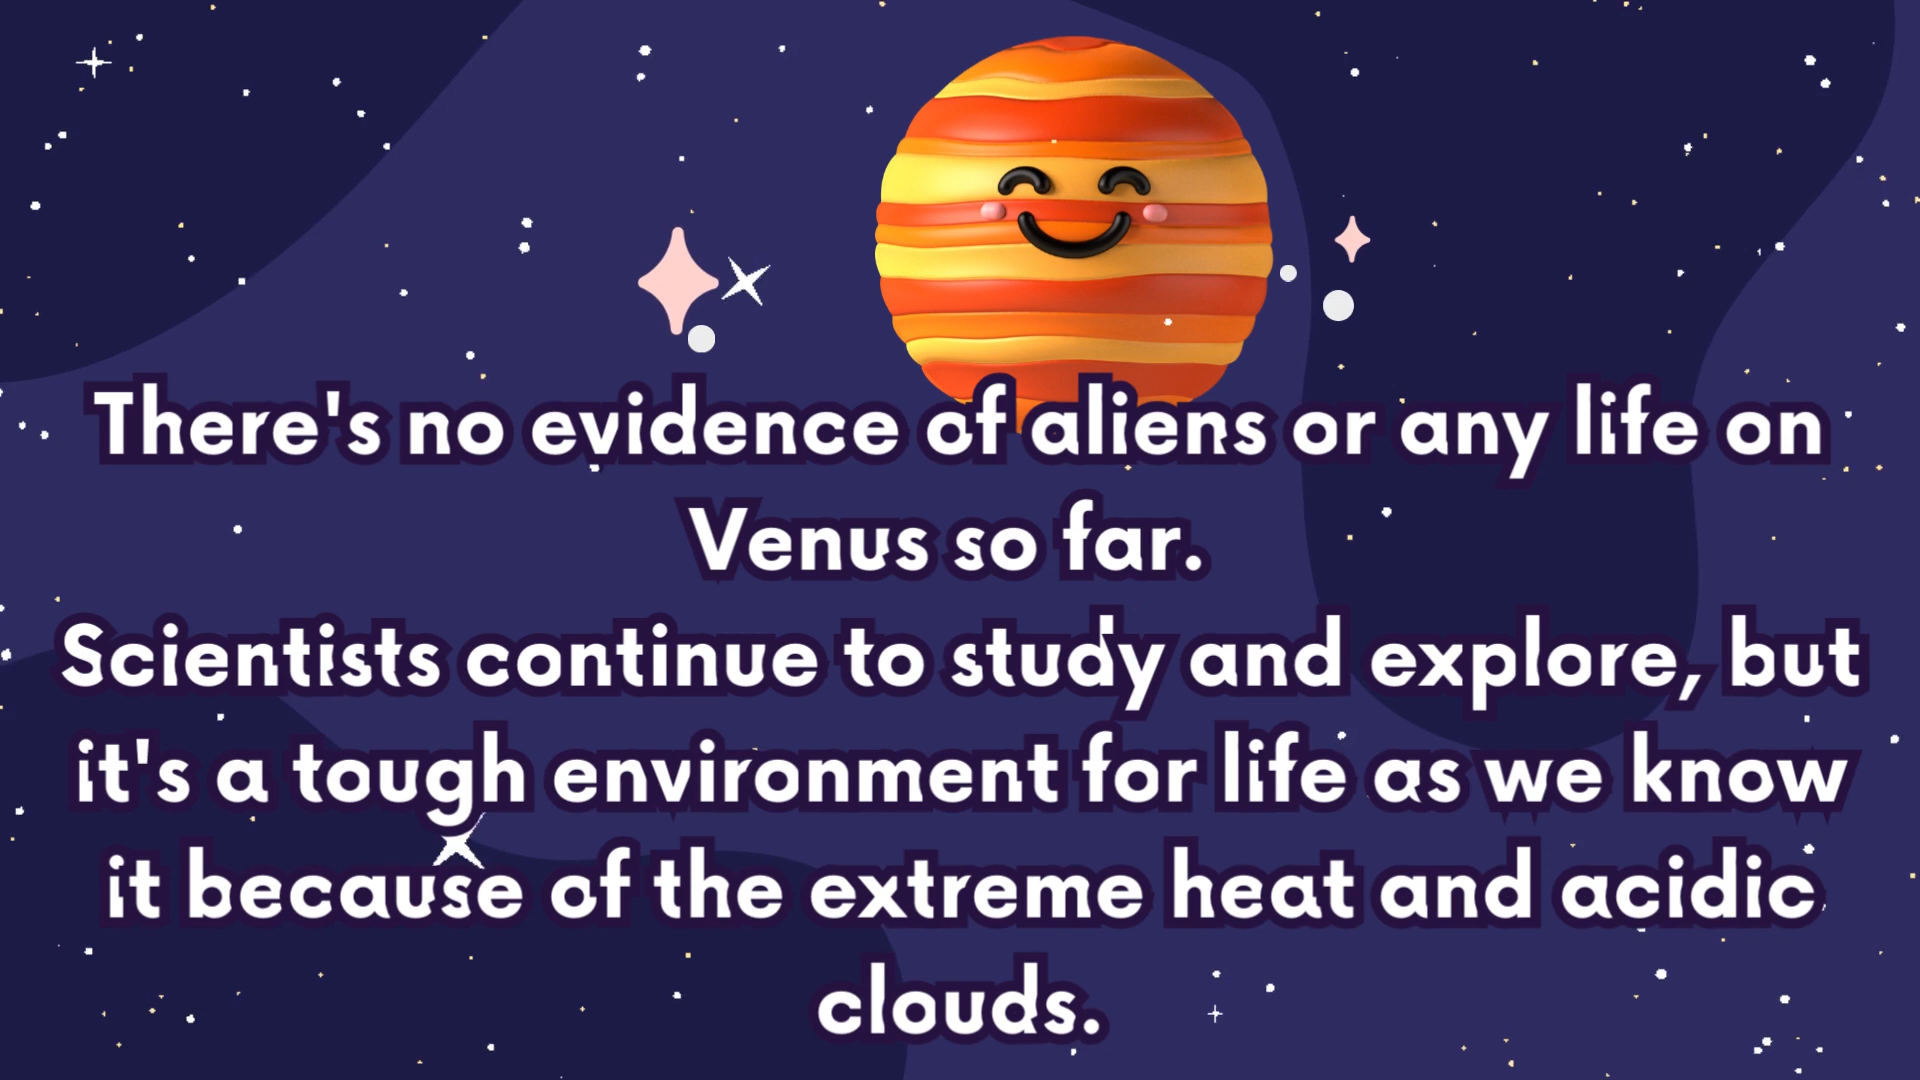 There's no evidence of aliens or any life on
Venus so far.
Scientists continue to study and explore, but
it's a tough environment for life as we know
it because of the extreme heat and acidic
clouds.